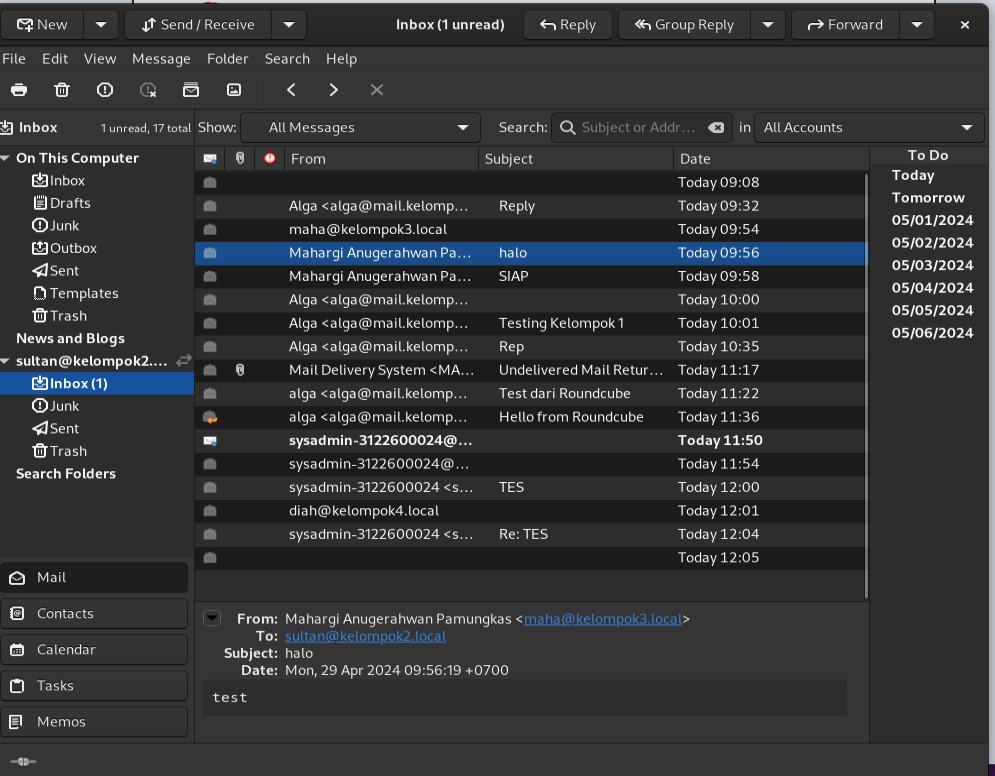 New Send / Receive Inbox (1 unread) Reply Group Reply Forward
File Edit View Message Folder Search Help
Inbox 1 unread, 17 total Show: All Messages Search: Subject or Addr... in All Accounts
On This Computer
Inbox
Drafts
Junk
Outbox
Sent
Templates
Trash
News and Blogs
sultan@kelompok2....
Inbox (1)
Junk
Sent
Trash
Search Folders
Mail
Contacts
Calendar
Tasks
Memos
From Subject Date
Today 09:08
Alga <alga@mail.kelomp... Reply Today 09:32
maha@kelompok3.local Today 09:54
Mahargi Anugerahwan Pa... halo Today 09:56
Mahargi Anugerahwan Pa... SIAP Today 09:58
Alga <alga@mail.kelomp... Today 10:00
Alga <alga@mail.kelomp... Testing Kelompok 1 Today 10:01
Alga <alga@mail.kelomp... Rep Today 10:35
Mail Delivery System <MA... Undelivered Mail Retur... Today 11:17
alga <alga@mail.kelomp... Test dari Roundcube Today 11:22
alga <alga@mail.kelomp... Hello from Roundcube Today 11:36
sysadmin-3122600024@... Today 11:50
sysadmin-3122600024@... Today 11:54
sysadmin-3122600024 <s... TES Today 12:00
diah@kelompok4.local Today 12:01
sysadmin-3122600024 <s... Re: TES Today 12:04
Today 12:05
From: Mahargi Anugerahwan Pamungkas <maha@kelompok3.local>
To: sultan@kelompok2.local
Subject: halo
Date: Mon, 29 Apr 2024 09:56:19 +0700
test
To Do
Today
Tomorrow
05/01/2024
05/02/2024
05/03/2024
05/04/2024
05/05/2024
05/06/2024